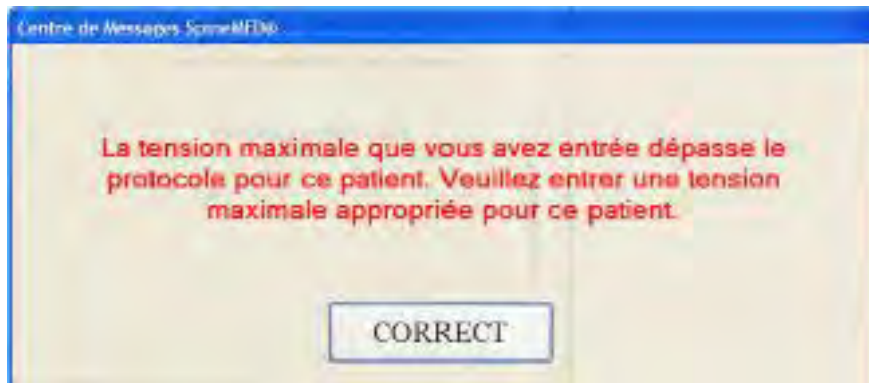 Centre de Messages SpineMED®
La tension maximale que vous avez entrée dépasse le
protocole pour ce patient. Veuillez entrer une tension
maximale appropriée pour ce patient.
CORRECT